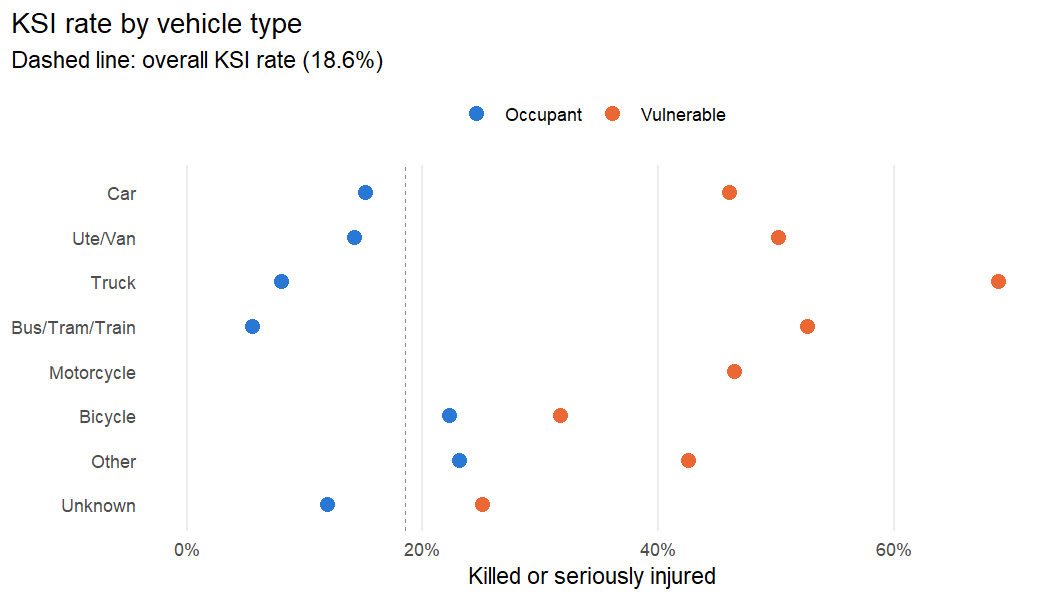 KSI rate by vehicle type
Dashed line: overall KSI rate (18.6%)
Occupant
Vulnerable
Car
Ute/Van
Truck
Bus/Tram/Train
Motorcycle
Bicycle
Other
Unknown
0%
20%
40%
60%
Killed or seriously injured